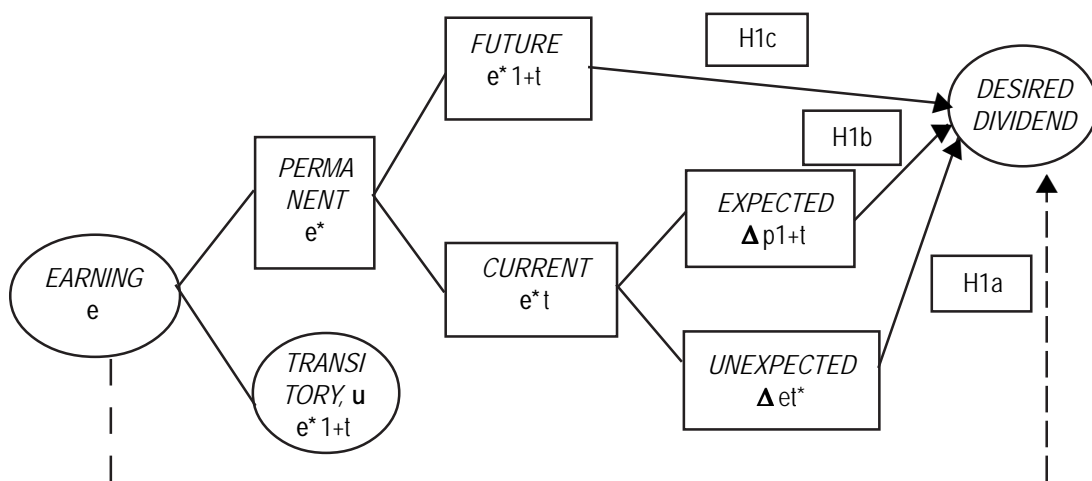 FUTURE
e* 1+t
H1c
DESIRED
DIVIDEND
H1b
PERMA
NENT
e*
EXPECTED
Δ p1+t
EARNING
e
CURRENT
e* t
H1a
TRANSI
TORY, u
e* 1+t
UNEXPECTED
Δ et*